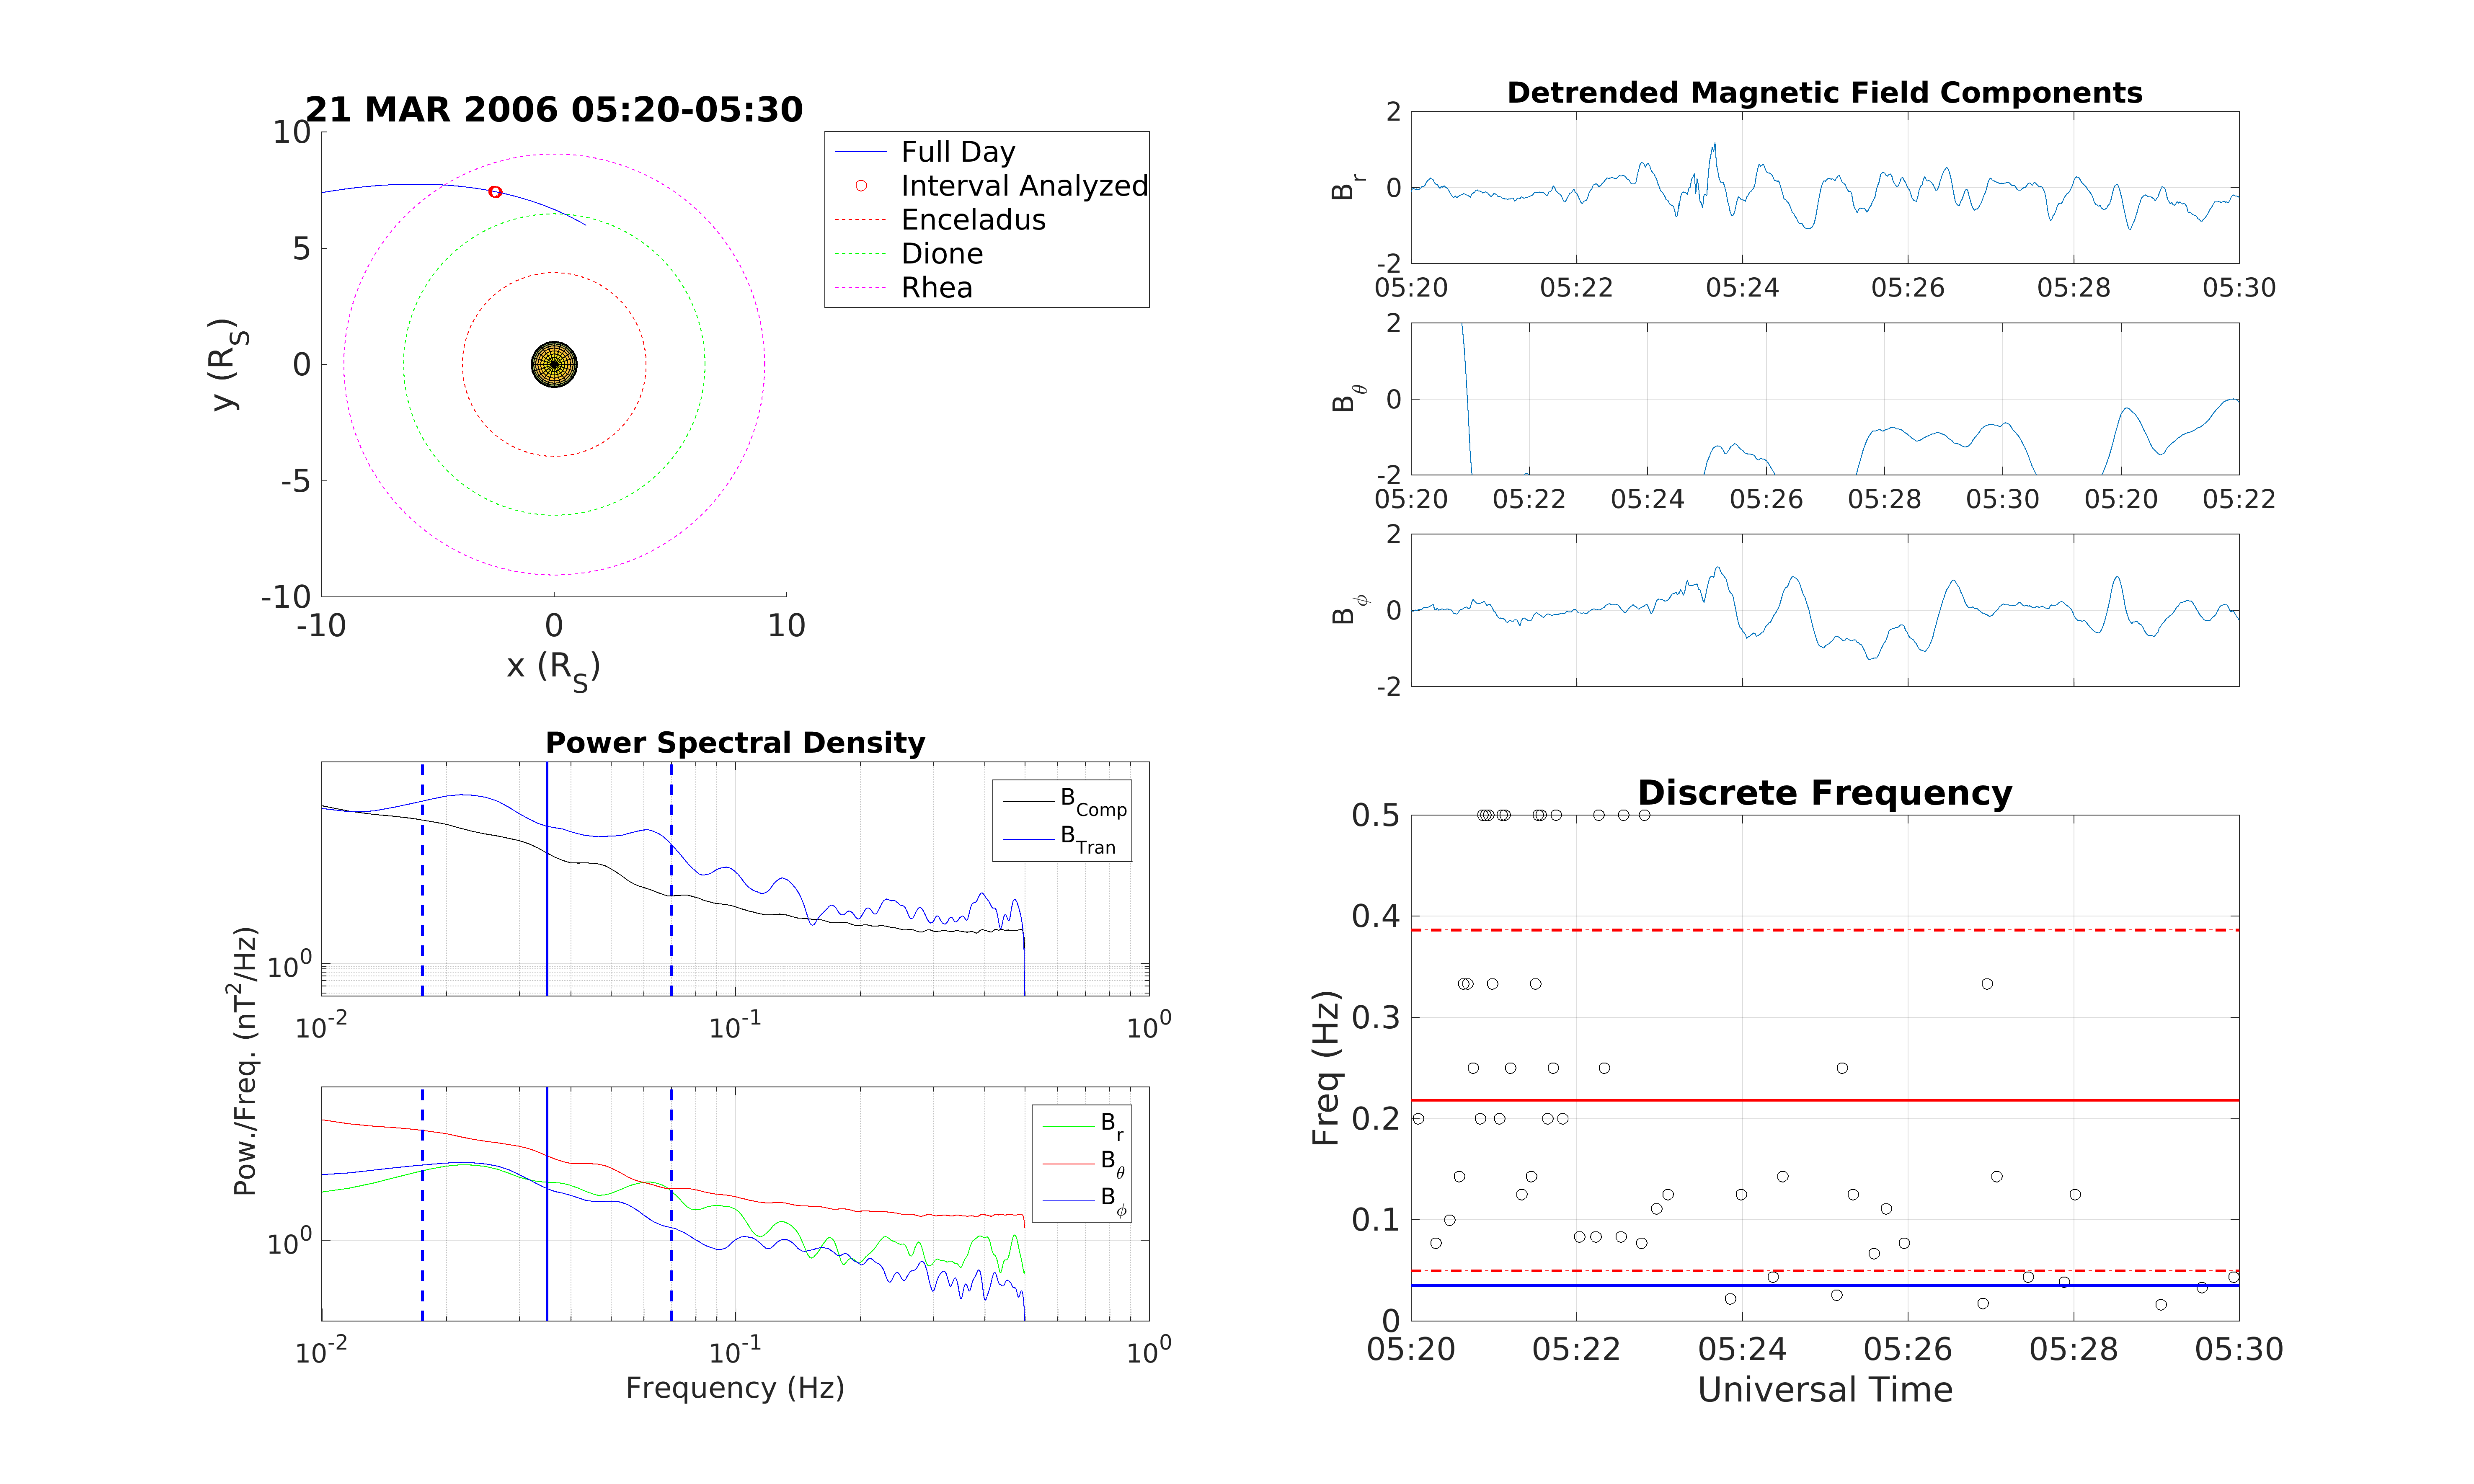 21 MAR 2006 05:20-05:30
10
5
0
-5
-10
-10 0 10
y (R_S)
x (R_S)
Full Day
Interval Analyzed
Enceladus
Dione
Rhea
Detrended Magnetic Field Components
B_r
2
0
-2
05:20 05:22 05:24 05:26 05:28 05:30
B_θ
2
0
-2
05:20 05:22 05:24 05:26 05:28 05:30 05:20 05:22
B_ϕ
2
0
-2
Power Spectral Density
B_Comp
B_Tran
10^0
10^-2 10^-1 10^0
Pow./Freq. (nT^2/Hz)
B_r
B_θ
B_ϕ
10^0
10^-2 10^-1 10^0
Frequency (Hz)
Discrete Frequency
Freq (Hz)
0.5
0.4
0.3
0.2
0.1
0
05:20 05:22 05:24 05:26 05:28 05:30
Universal Time